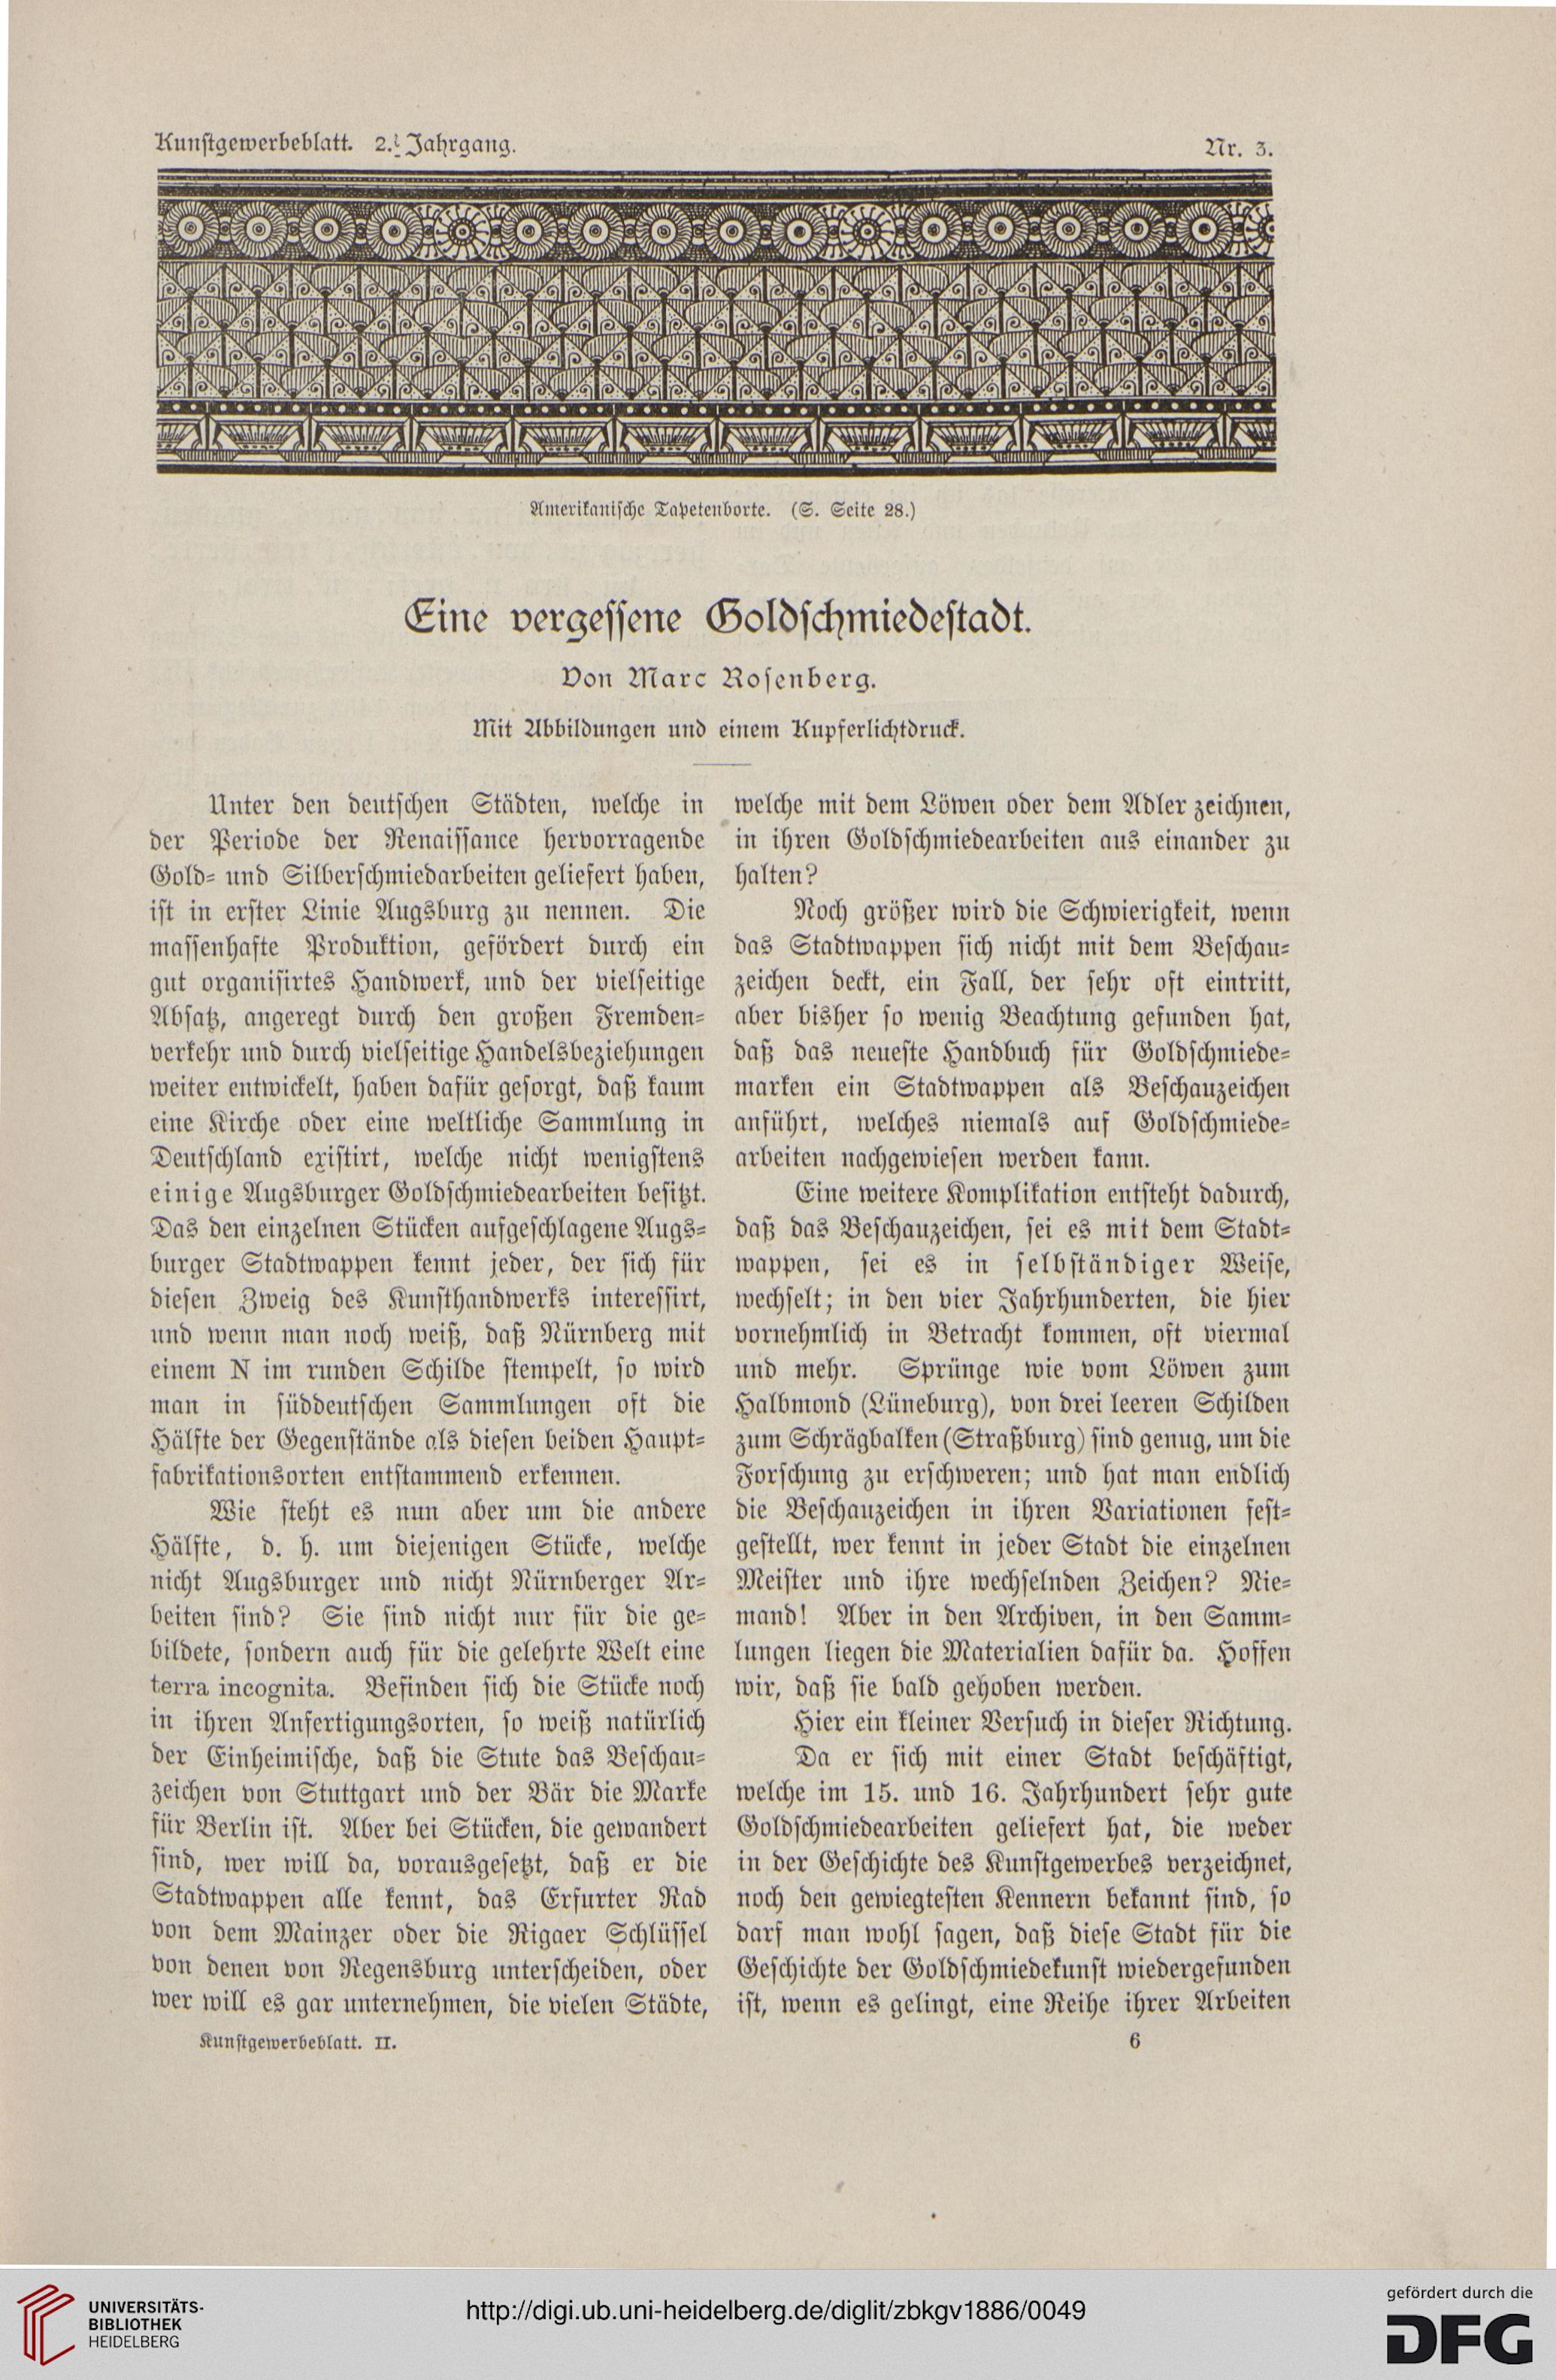 Kunstgewerbeblatt. 2. Jahrgang.
Nr. 3.
Amerikanische Tapetenborte. (S. Seite 28.)
Eine vergessene Goldschmiedestadt.
Von Marc Rosenberg.
Mit Abbildungen und einem Kupferlichtdruck.
Unter den deutschen Städten, welche in
der Periode der Renaissance hervorragende
Gold- und Silberschmiedarbeiten geliefert haben,
ist in erster Linie Augsburg zu nennen. Die
massenhafte Produktion, gefördert durch ein
gut organisirtes Handwerk, und der vielseitige
Absatz, angeregt durch den großen Fremden-
verkehr und durch vielseitige Handelsbeziehungen
weiter entwickelt, haben dafür gesorgt, daß kaum
eine Kirche oder eine weltliche Sammlung in
Deutschland existirt, welche nicht wenigstens
einige Augsburger Goldschmiedearbeiten besitzt.
Das den einzelnen Stücken aufgeschlagene Augs-
burger Stadtwappen kennt jeder, der sich für
diesen Zweig des Kunsthandwerks interessirt,
und wenn man noch weiß, daß Nürnberg mit
einem N im runden Schilde stempelt, so wird
man in süddeutschen Sammlungen oft die
Hälfte der Gegenstände als diesen beiden Haupt-
fabrikationsorten entstammend erkennen.
Wie steht es nun aber um die andere
Hälfte, d. h. um diejenigen Stücke, welche
nicht Augsburger und nicht Nürnberger Ar-
beiten sind? Sie sind nicht nur für die ge-
bildete, sondern auch für die gelehrte Welt eine
terra incognita. Befinden sich die Stücke noch
in ihren Anfertigungsorten, so weiß natürlich
der Einheimische, daß die Stute das Beschau-
zeichen von Stuttgart und der Bär die Marke
für Berlin ist. Aber bei Stücken, die gewandert
sind, wer will da, vorausgesetzt, daß er die
Stadtwappen alle kennt, das Erfurter Rad
von dem Mainzer oder die Rigaer Schlüssel
von denen von Regensburg unterscheiden, oder
wer will es gar unternehmen, die vielen Städte,
welche mit dem Löwen oder dem Adler zeichnen,
in ihren Goldschmiedearbeiten aus einander zu
halten?
Noch größer wird die Schwierigkeit, wenn
das Stadtwappen sich nicht mit dem Beschau-
zeichen deckt, ein Fall, der sehr oft eintritt,
aber bisher so wenig Beachtung gefunden hat,
daß das neueste Handbuch für Goldschmiede-
marken ein Stadtwappen als Beschauzeichen
anführt, welches niemals auf Goldschmiede-
arbeiten nachgewiesen werden kann.
Eine weitere Komplikation entsteht dadurch,
daß das Beschauzeichen, sei es mit dem Stadt-
wappen, sei es in selbständiger Weise,
wechselt; in den vier Jahrhunderten, die hier
vornehmlich in Betracht kommen, oft viermal
und mehr. Sprünge wie vom Löwen zum
Halbmond (Lüneburg), von drei leeren Schilden
zum Schrägbalken (Straßburg) sind genug, um die
Forschung zu erschweren; und hat man endlich
die Beschauzeichen in ihren Variationen fest-
gestellt, wer kennt in jeder Stadt die einzelnen
Meister und ihre wechselnden Zeichen? Nie-
mand! Aber in den Archiven, in den Samm-
lungen liegen die Materialien dafür da. Hoffen
wir, daß sie bald gehoben werden.
Hier ein kleiner Versuch in dieser Richtung.
Da er sich mit einer Stadt beschäftigt,
welche im 15. und 16. Jahrhundert sehr gute
Goldschmiedearbeiten geliefert hat, die weder
in der Geschichte des Kunstgewerbes verzeichnet,
noch den gewiegtesten Kennern bekannt sind, so
darf man wohl sagen, daß diese Stadt für die
Geschichte der Goldschmiedekunst wiedergefunden
ist, wenn es gelingt, eine Reihe ihrer Arbeiten
Kunstgewerbeblatt. II.
6
UNIVERSITÄTS-
BIBLIOTHEK
HEIDELBERG
http://digi.ub.uni-heidelberg.de/diglit/zbkgv1886/0049
gefördert durch die
DFG